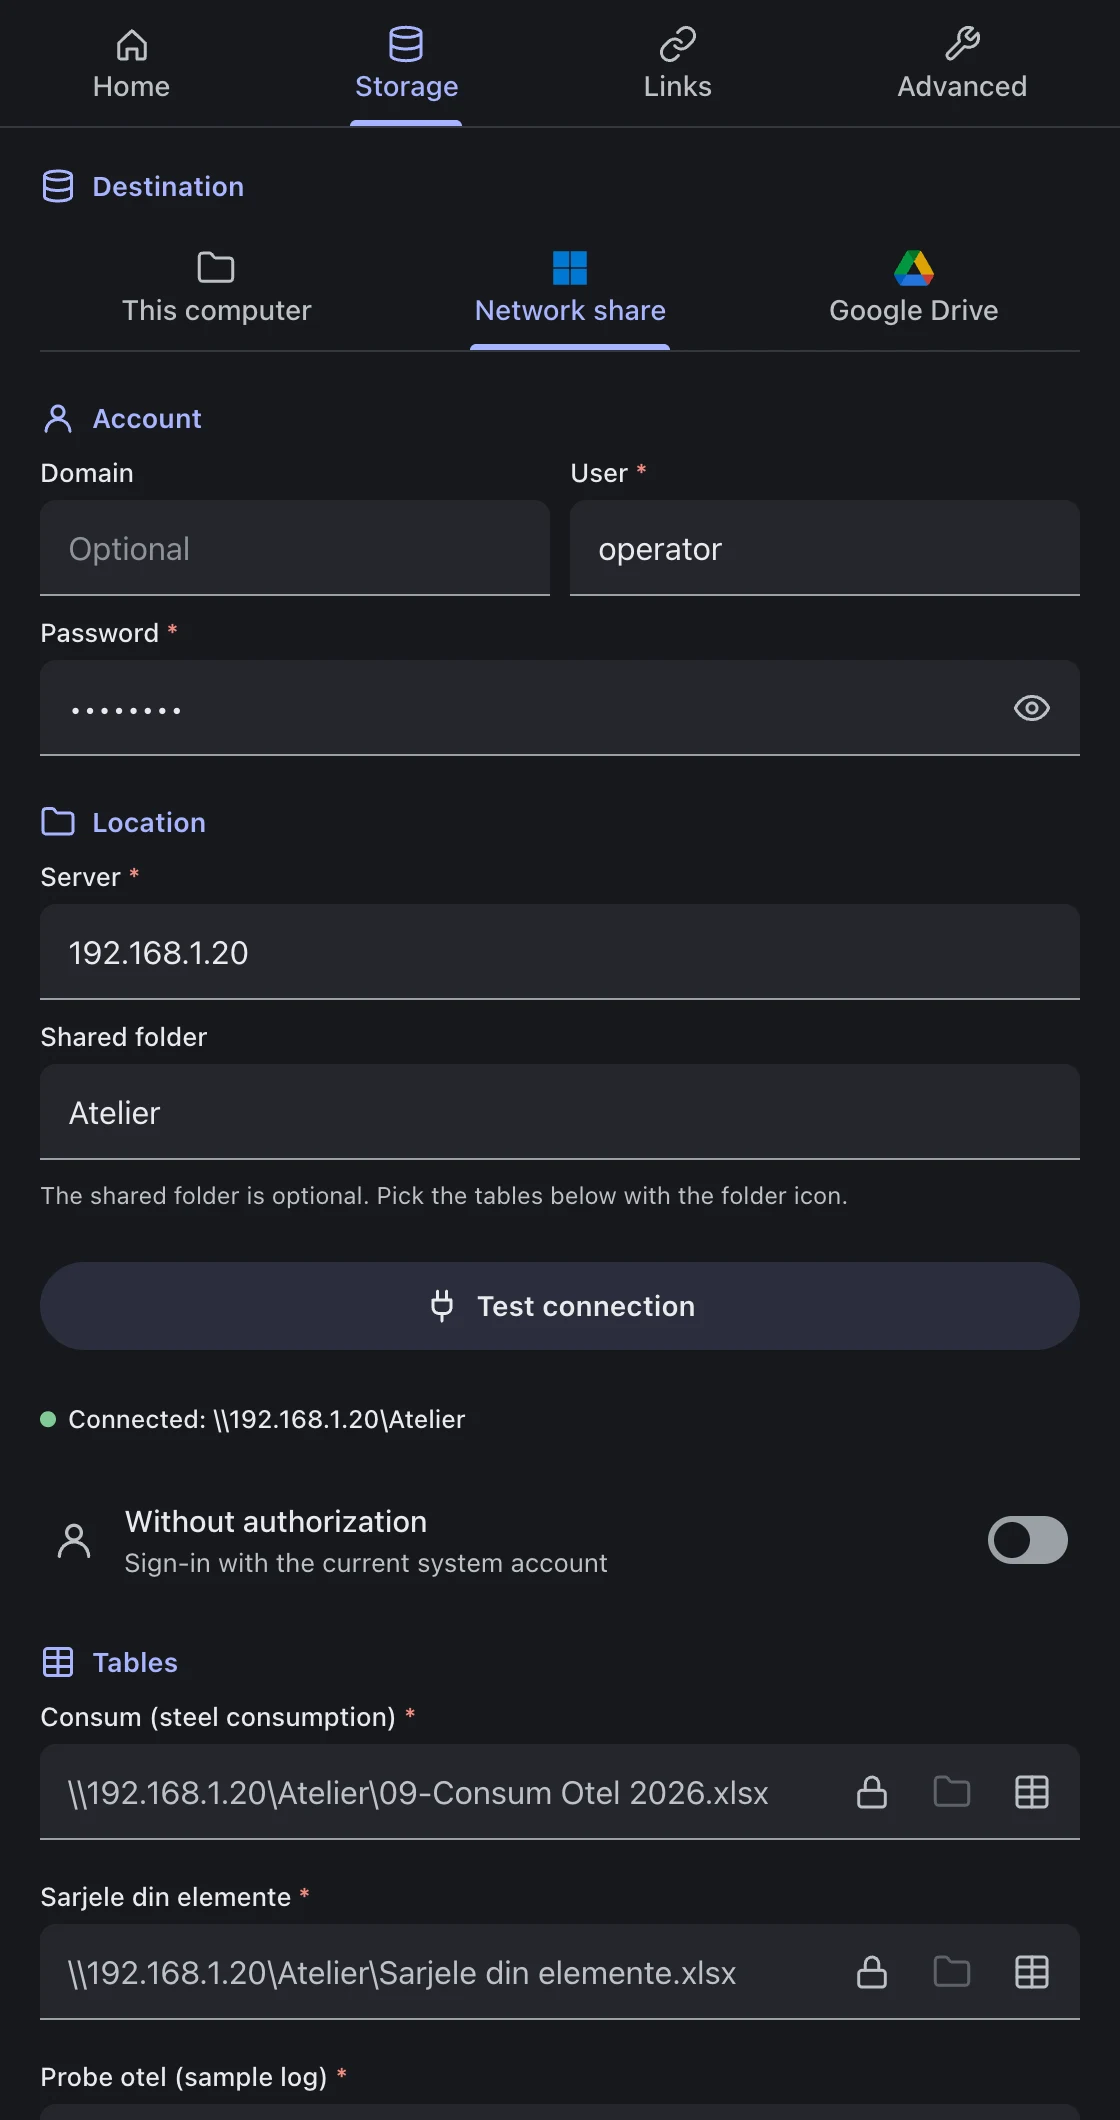 Home
Storage
Links
Advanced
Destination
This computer
Network share
Google Drive
Account
Domain
User *
Optional
operator
Password *
••••••••
Location
Server *
192.168.1.20
Shared folder
Atelier
The shared folder is optional. Pick the tables below with the folder icon.
Test connection
Connected: \\192.168.1.20\Atelier
Without authorization
Sign-in with the current system account
Tables
Consum (steel consumption) *
\\192.168.1.20\Atelier\09-Consum Otel 2026.xlsx
Sarjele din elemente *
\\192.168.1.20\Atelier\Sarjele din elemente.xlsx
Probe otel (sample log) *